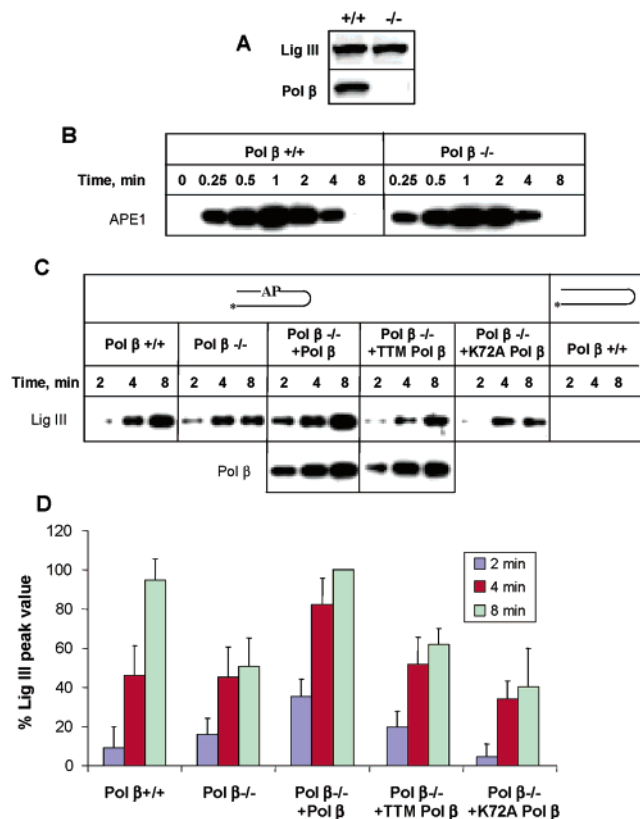 +/+ -/-
A
Lig III
Pol β
B
Pol β +/+ Pol β -/-
Time, min 0 0.25 0.5 1 2 4 8 0.25 0.5 1 2 4 8
APE1
C
AP
* *
Pol β +/+ Pol β -/- Pol β -/- +Pol β Pol β -/- +TTM Pol β Pol β -/- +K72A Pol β Pol β +/+
Time, min 2 4 8 2 4 8 2 4 8 2 4 8 2 4 8 2 4 8
Lig III
Pol β
D
% Lig III peak value
120
100
80
60
40
20
0
2 min
4 min
8 min
Pol β+/+ Pol β-/- Pol β-/- +Pol β Pol β-/- +TTM Pol β Pol β-/- +K72A Pol β